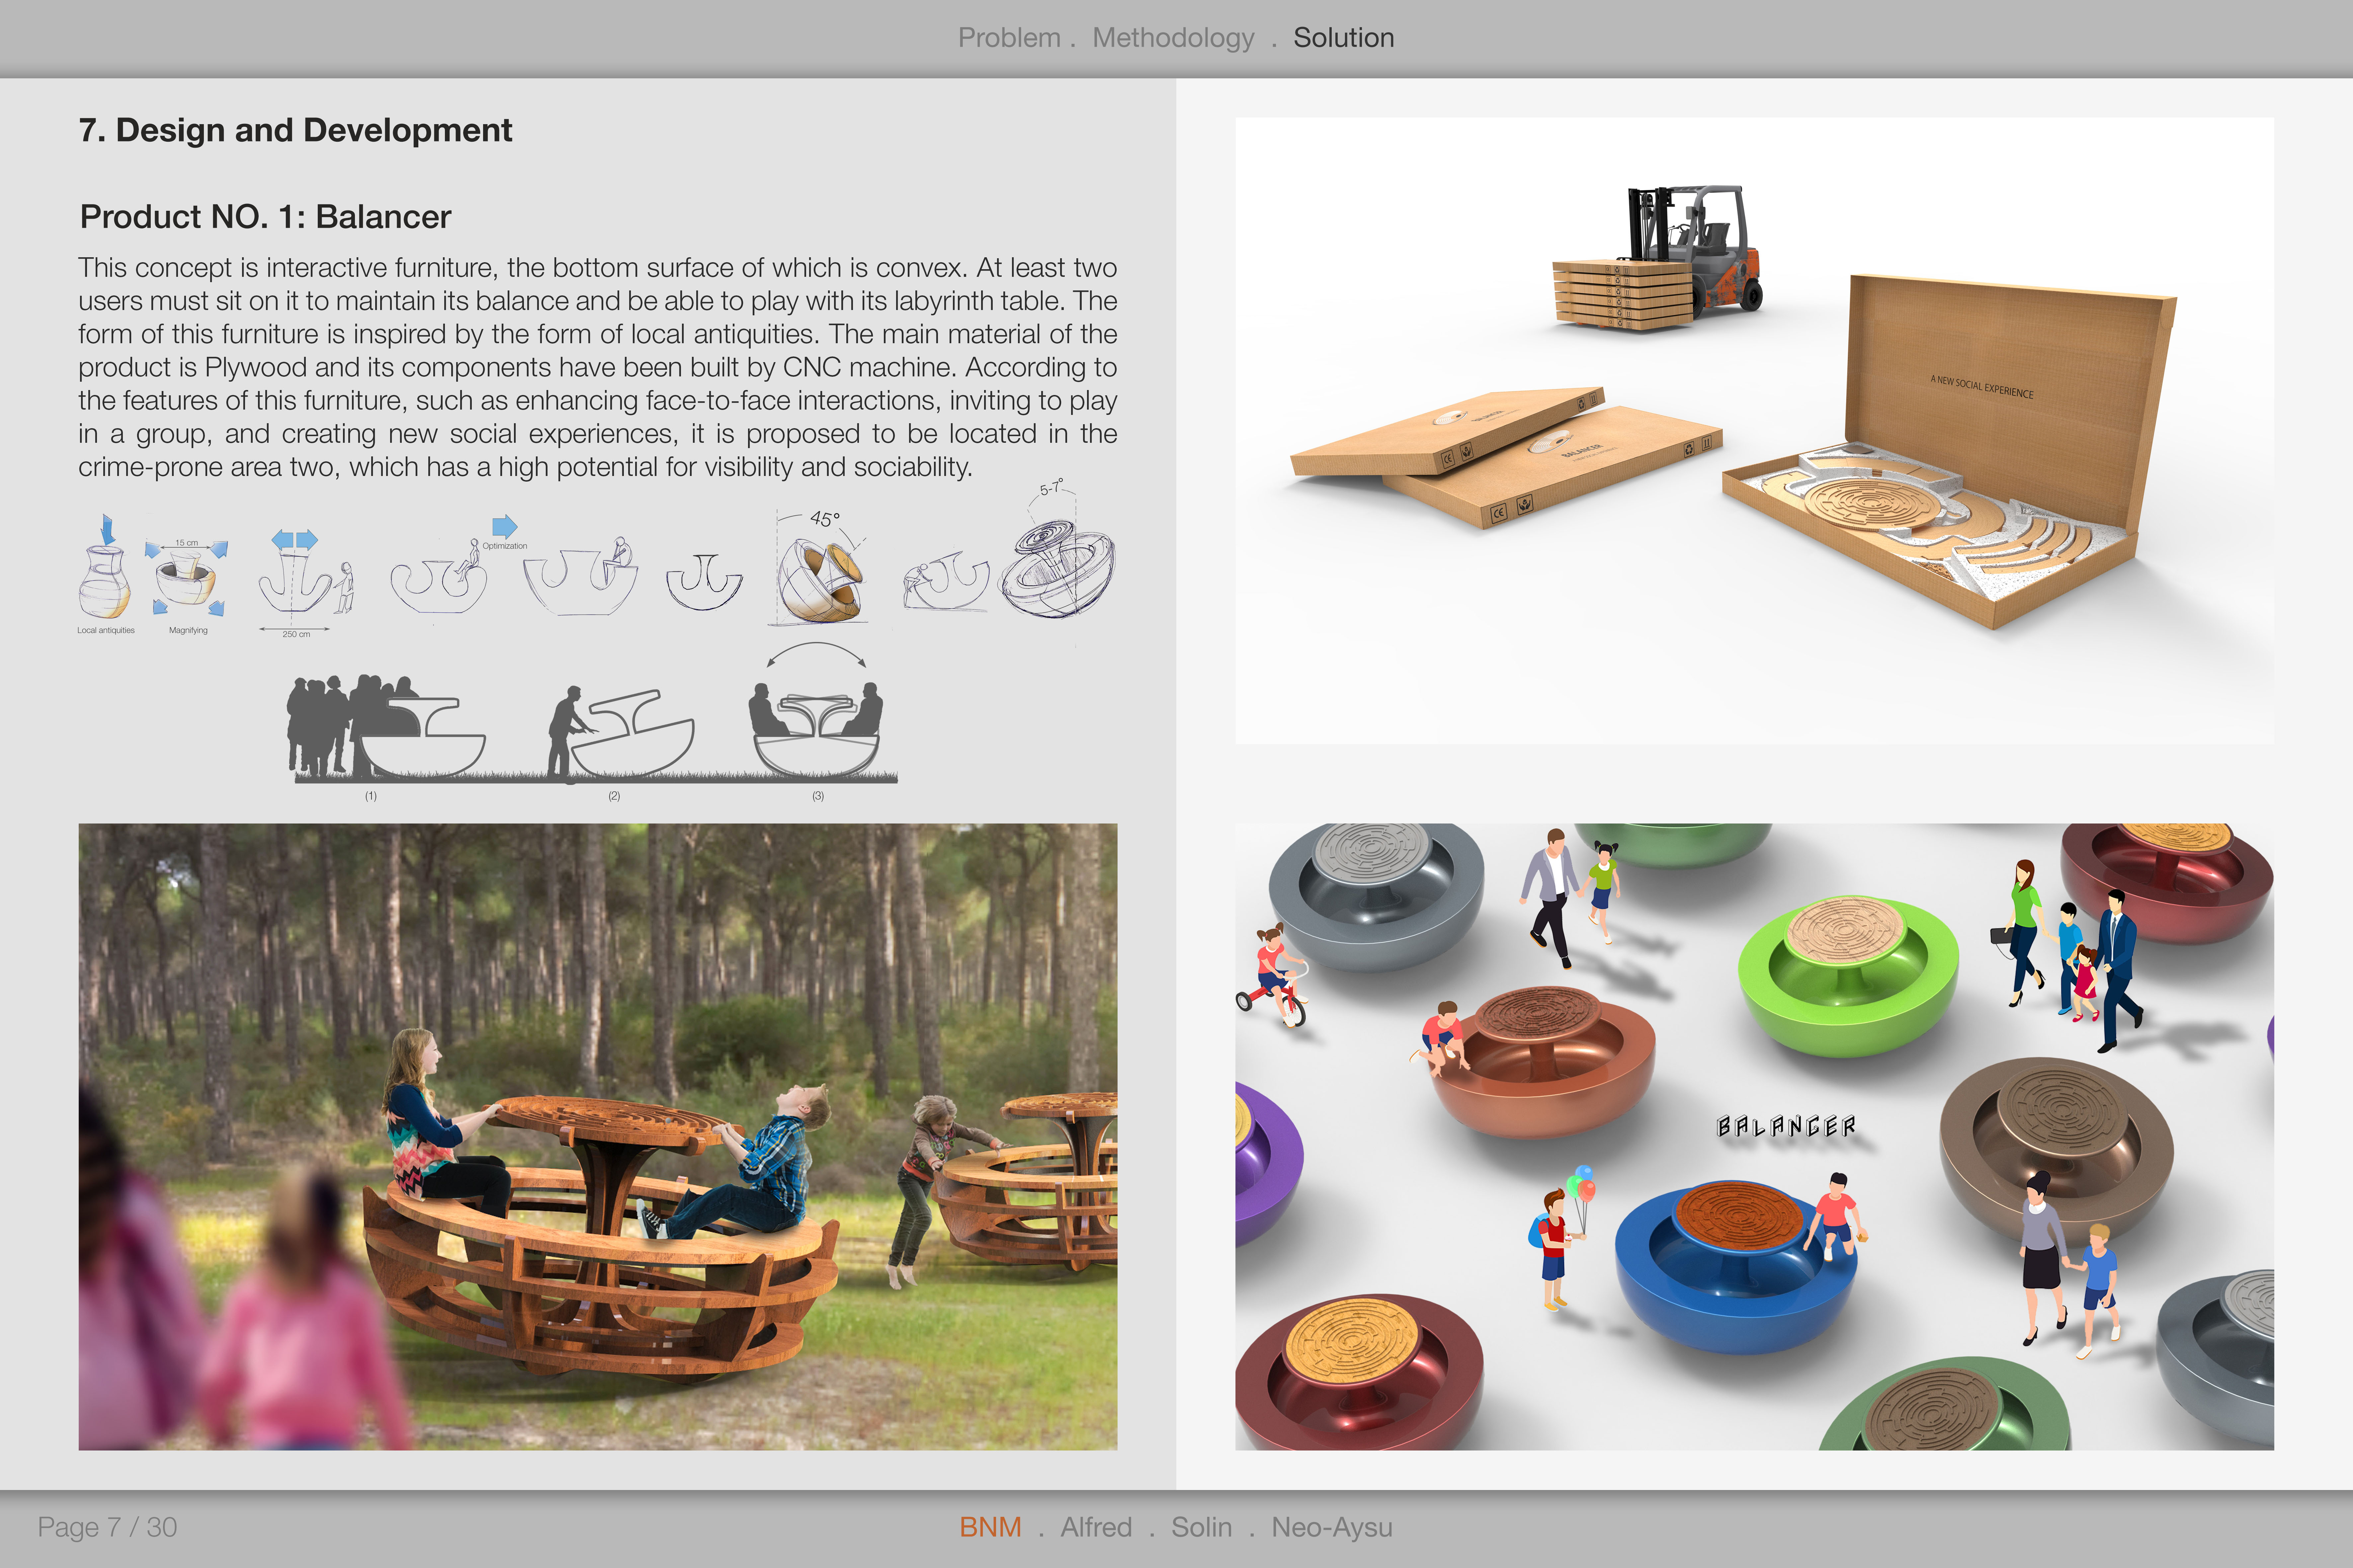 Problem . Methodology . Solution
7. Design and Development
Product NO. 1: Balancer
This concept is interactive furniture, the bottom surface of which is convex. At least two
users must sit on it to maintain its balance and be able to play with its labyrinth table. The
form of this furniture is inspired by the form of local antiquities. The main material of the
product is Plywood and its components have been built by CNC machine. According to
the features of this furniture, such as enhancing face-to-face interactions, inviting to play
in a group, and creating new social experiences, it is proposed to be located in the
crime-prone area two, which has a high potential for visibility and sociability.
15 cm
Optimization
45°
5-7°
Local antiquities
Magnifying
250 cm
(1)
(2)
(3)
A NEW SOCIAL EXPERIENCE
BALANCER
BALANCER
CE
CE
BALANCER
Page 7 / 30
BNM . Alfred . Solin . Neo-Aysu